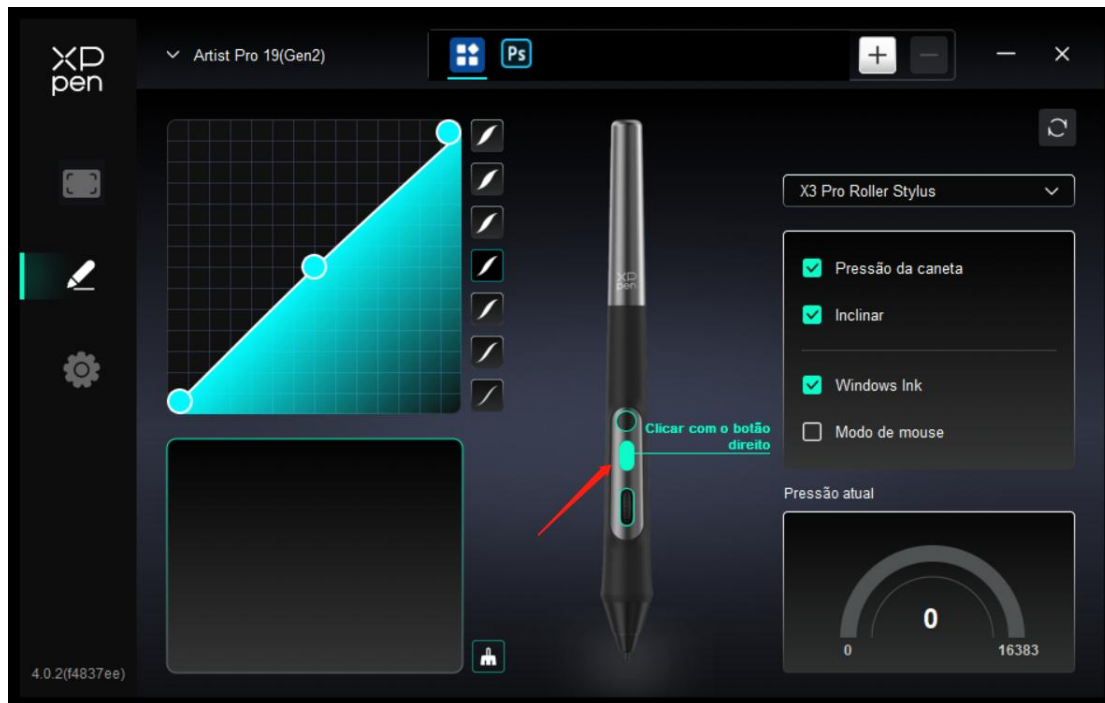 XP
pen
Artist Pro 19(Gen2)
Ps
X3 Pro Roller Stylus
Pressão da caneta
XP
pen
Inclinar
Windows Ink
Clicar com o botão
direito
Modo de mouse
Pressão atual
0
0
16383
4.0.2(f4837ee)